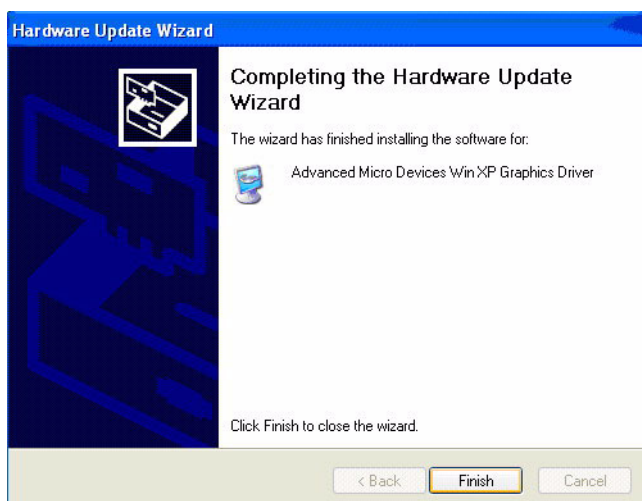 Hardware Update Wizard
Completing the Hardware Update
Wizard
The wizard has finished installing the software for:
Advanced Micro Devices Win XP Graphics Driver
Click Finish to close the wizard.
< Back Finish Cancel